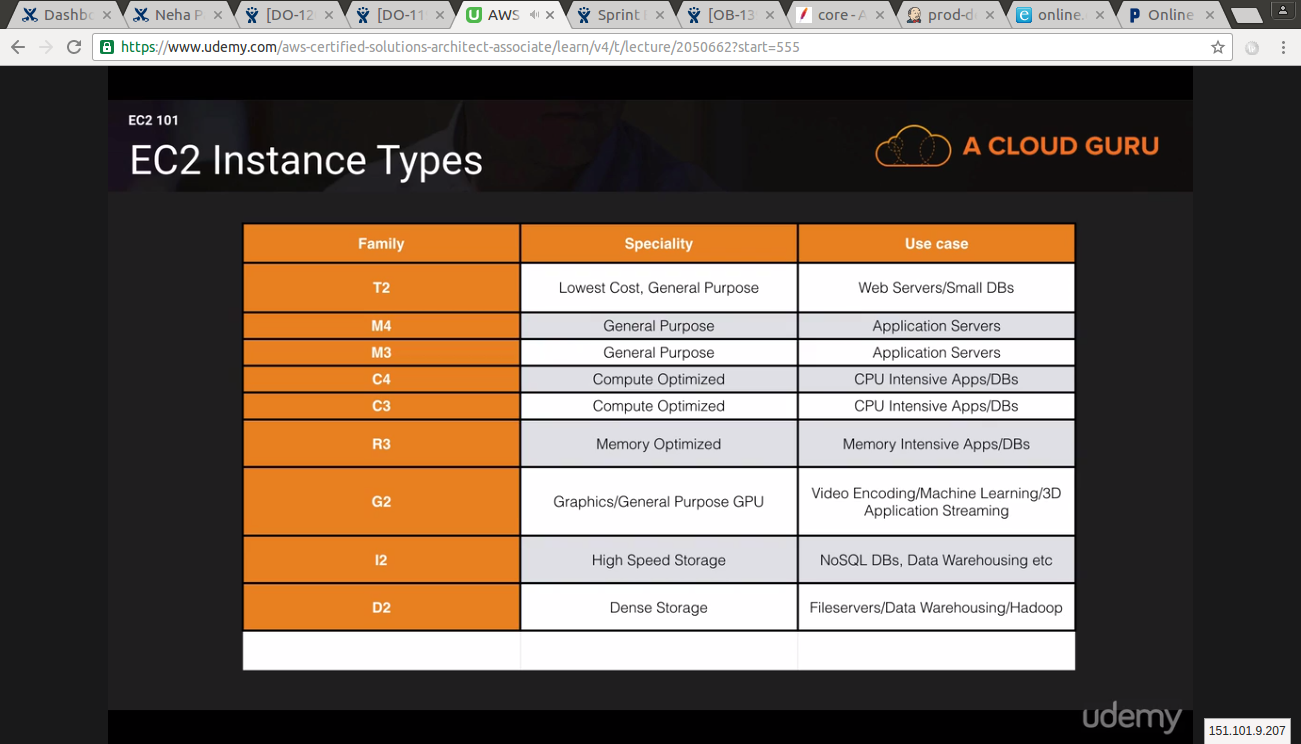 Dashbo
Neha P
[DO-12
[DO-11
AWS
Sprint
[OB-13
core - A
prod-d
online.
Online
https://www.udemy.com/aws-certified-solutions-architect-associate/learn/v4/t/lecture/2050662?start=555
EC2 101
EC2 Instance Types
A CLOUD GURU
Family Speciality Use case
T2 Lowest Cost, General Purpose Web Servers/Small DBs
M4 General Purpose Application Servers
M3 General Purpose Application Servers
C4 Compute Optimized CPU Intensive Apps/DBs
C3 Compute Optimized CPU Intensive Apps/DBs
R3 Memory Optimized Memory Intensive Apps/DBs
G2 Graphics/General Purpose GPU Video Encoding/Machine Learning/3D
Application Streaming
I2 High Speed Storage NoSQL DBs, Data Warehousing etc
D2 Dense Storage Fileservers/Data Warehousing/Hadoop
udemy
151.101.9.207